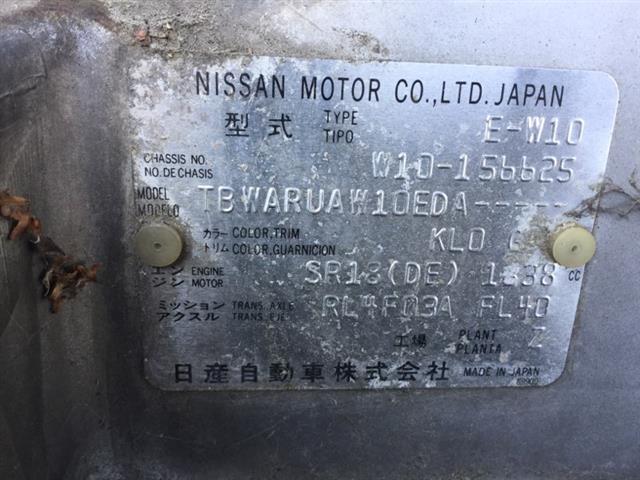 NISSAN MOTOR CO.,LTD. JAPAN
型式 TYPE TIPO E-W10
CHASSIS NO. NO. DE CHASIS W10-156625
MODEL MODELO TBWARUAW10EDA-----
カラー トリム COLOR,TRIM COLOR,GUARNICION KL0 G
エンジン ENGINE MOTOR SR18(DE) 1838 CC
ミッション アクスル TRANS. AXLE TRANS. EJE RL4F03A FL40
工場 PLANT PLANTA Z
日産自動車株式会社 MADE IN JAPAN